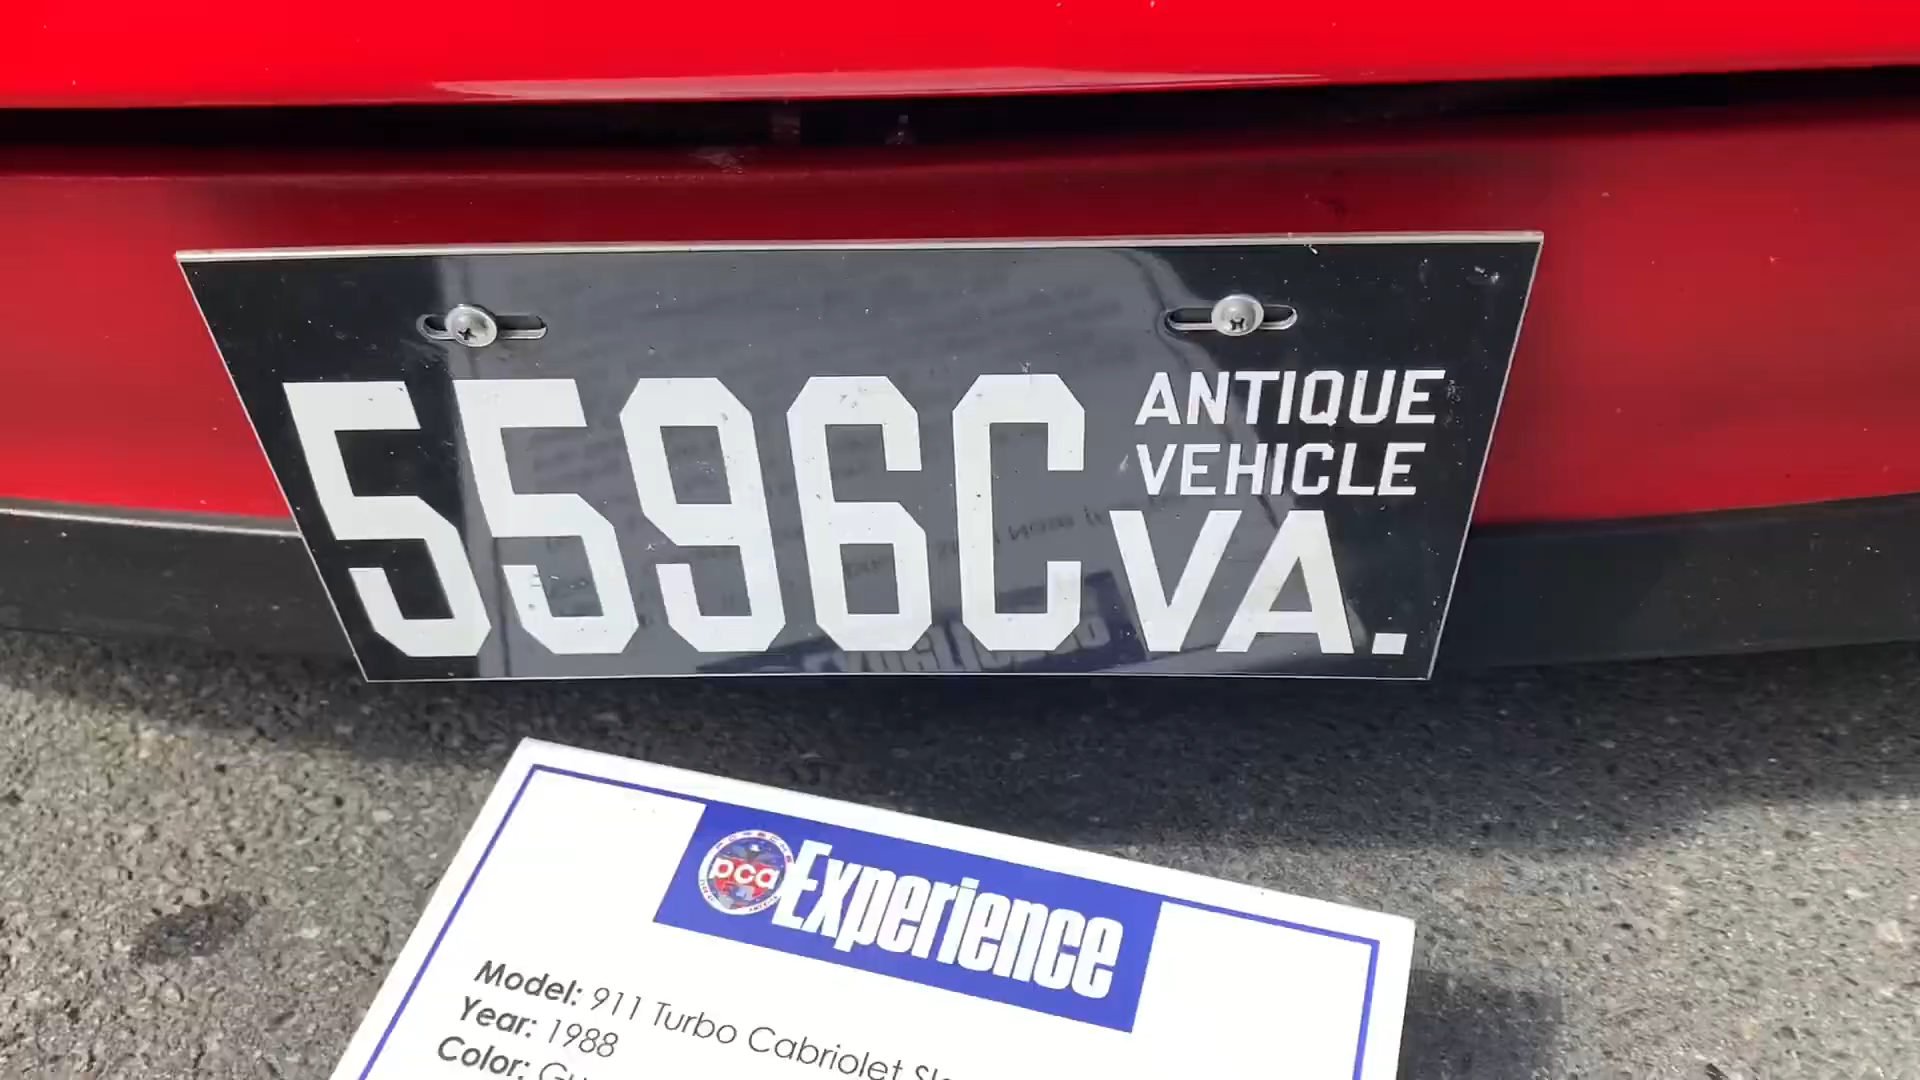 5596C
ANTIQUE
VEHICLE
VA.
pca
Experience
Model: 911 Turbo Cabriolet
Year: 1988
Color: